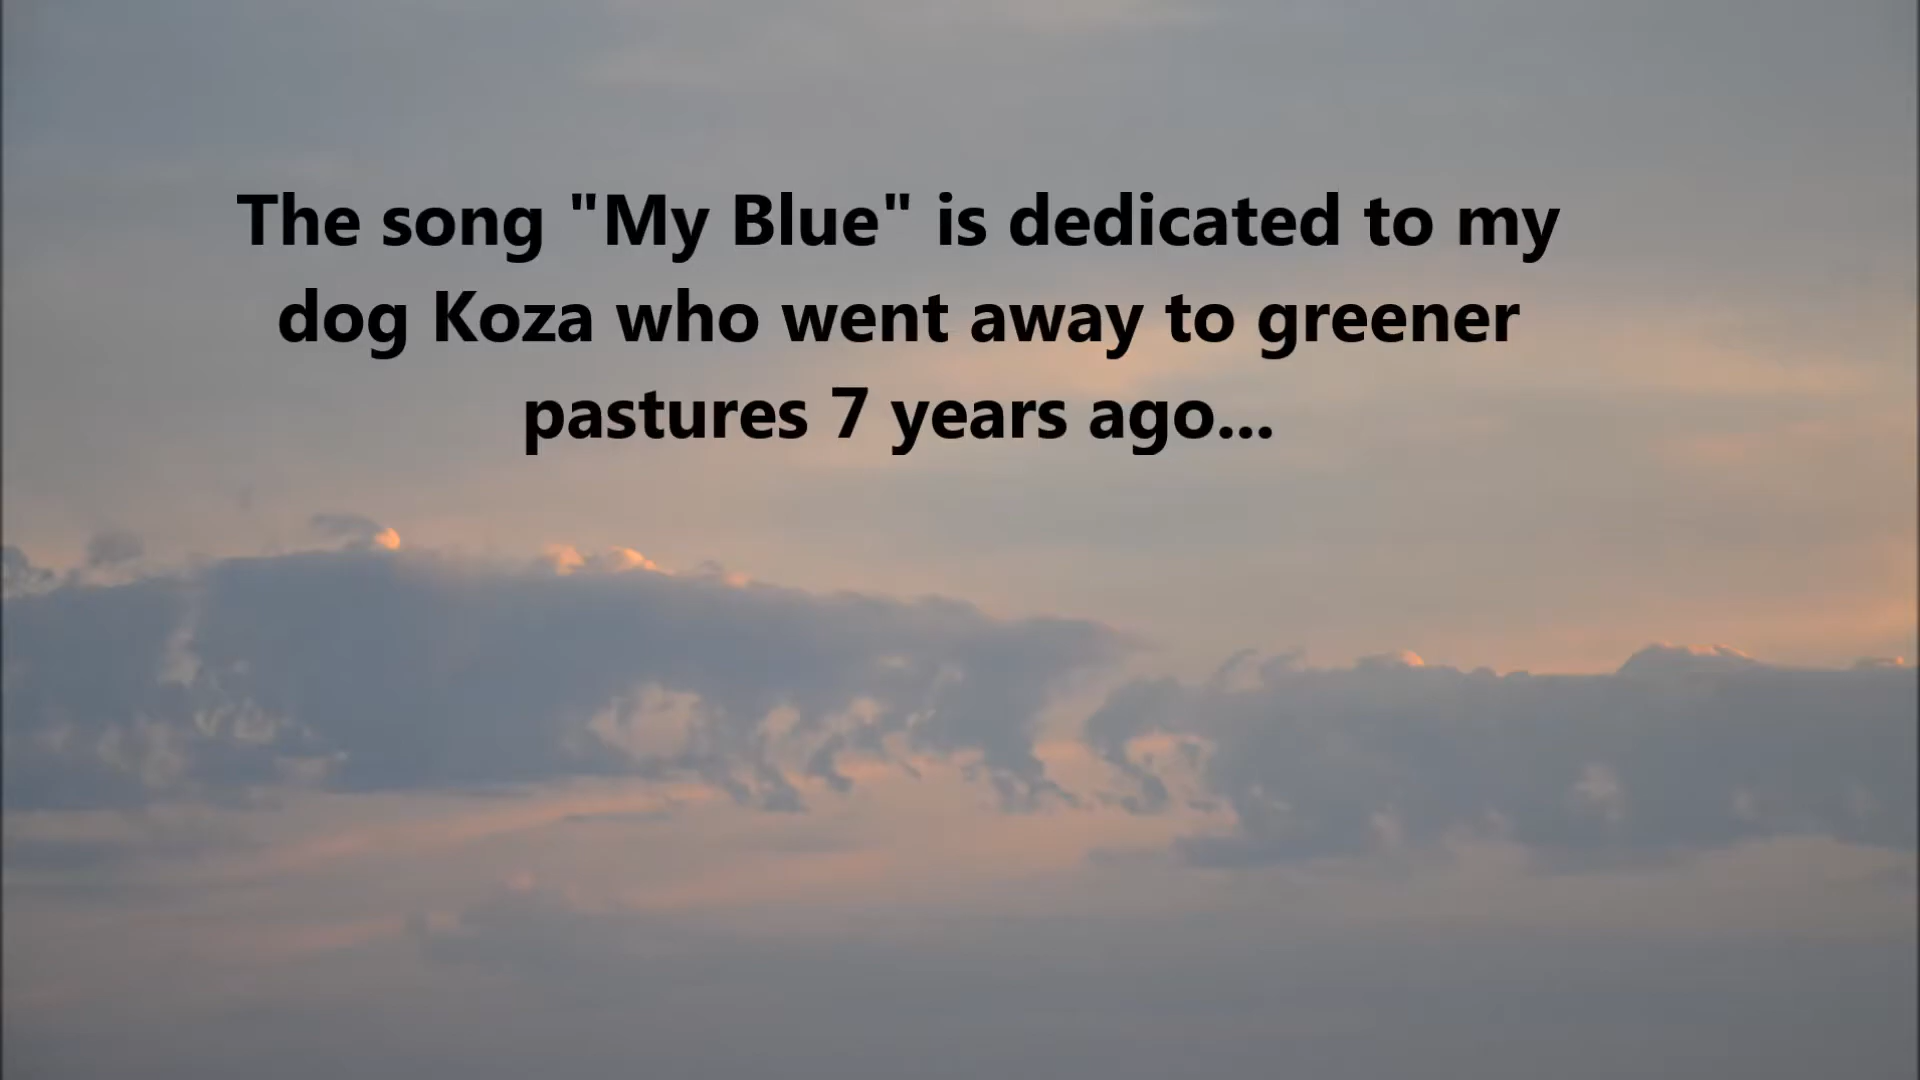 The song "My Blue" is dedicated to my
dog Koza who went away to greener
pastures 7 years ago...